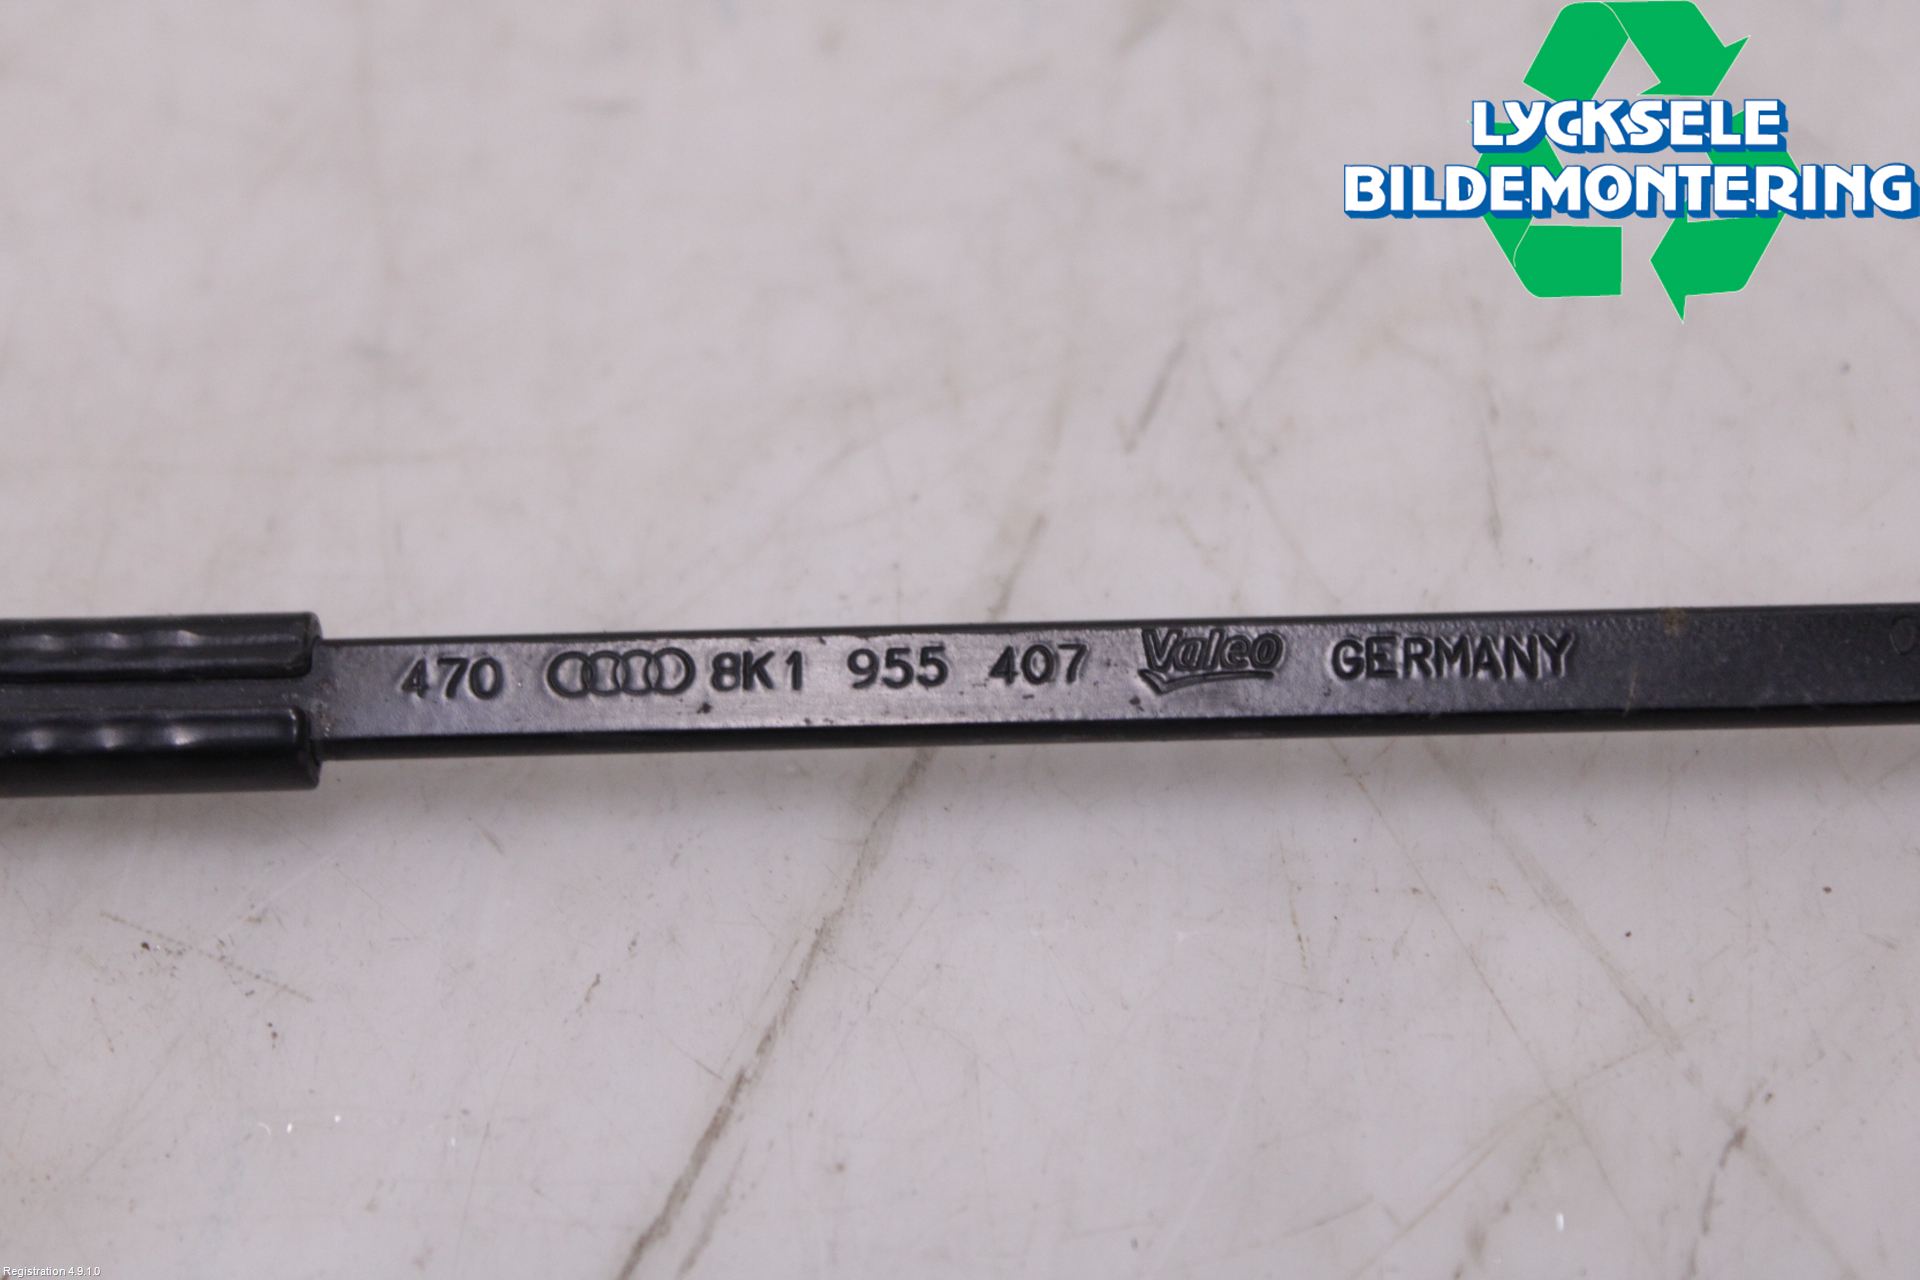 LYCKSELE
BILDEMONTERING
470 8K1 955 407 Valeo GERMANY
Registration 4.9.1.0